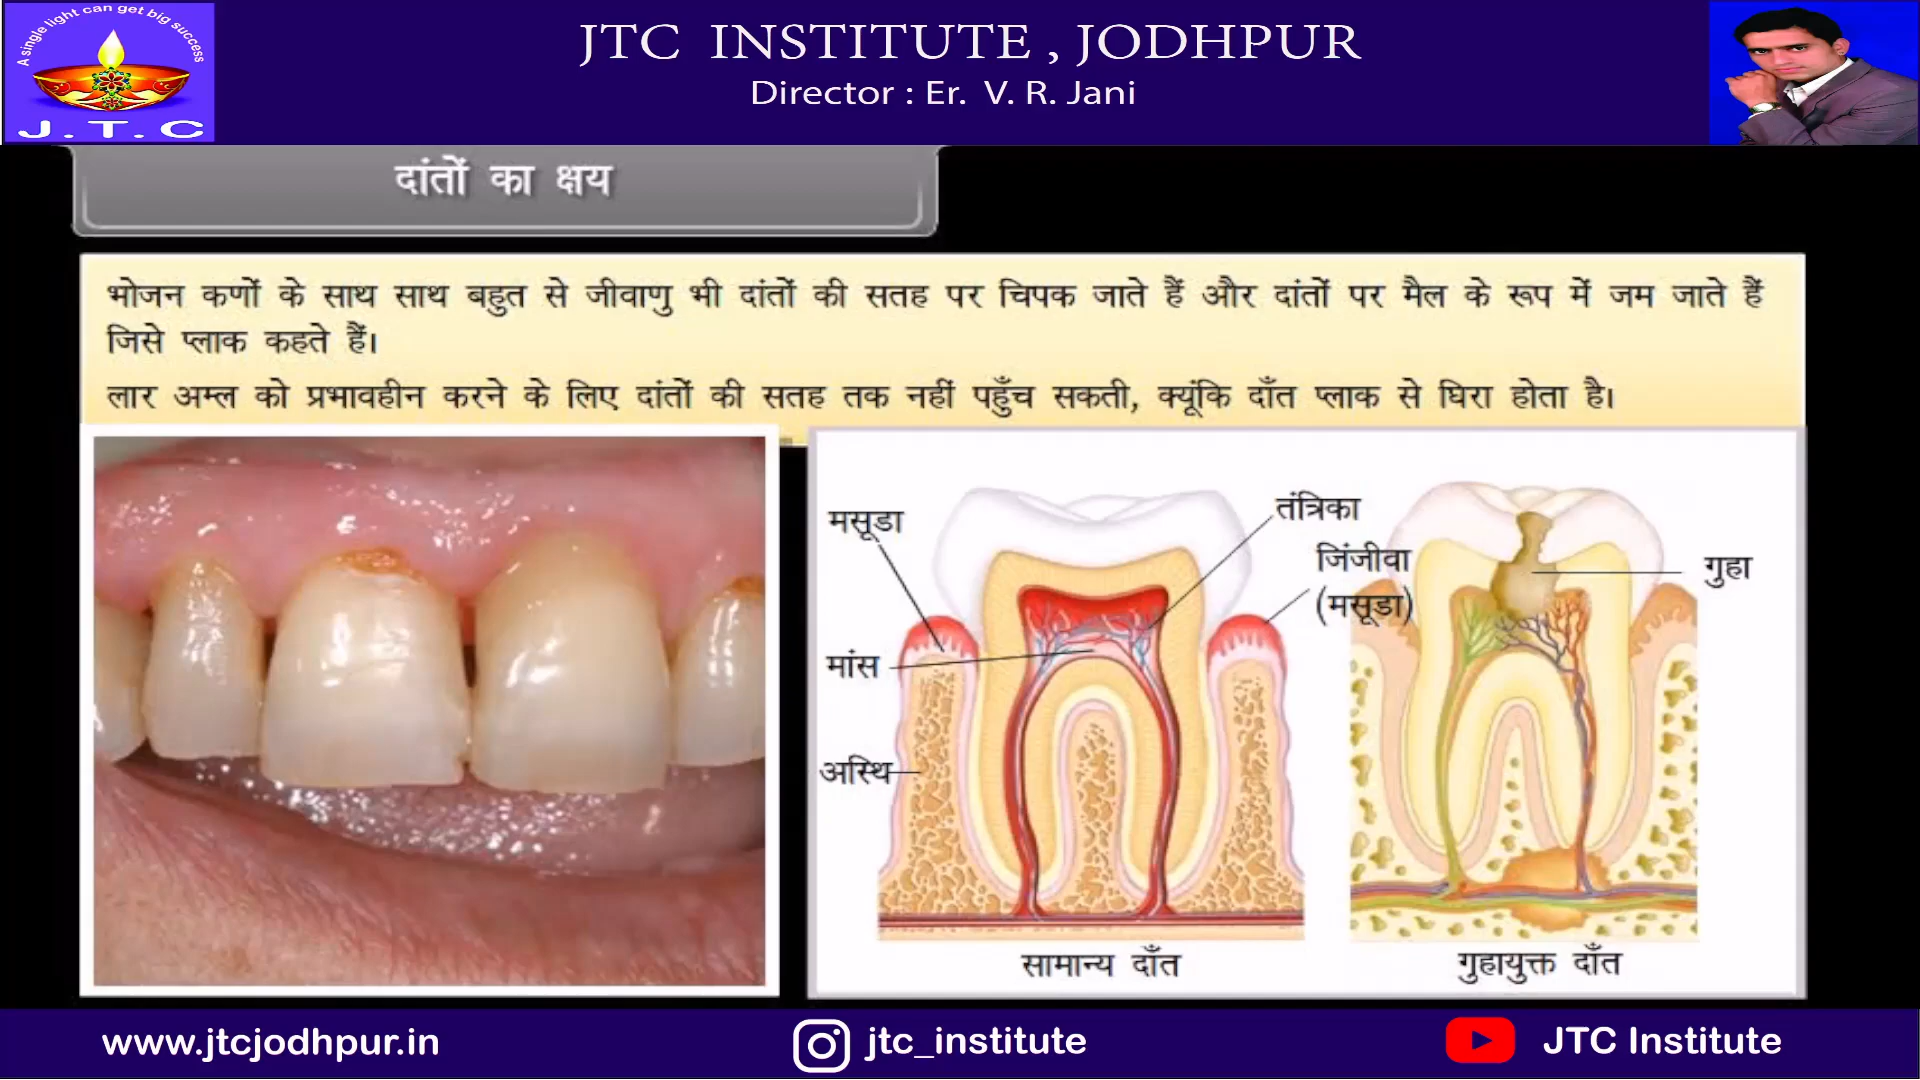 A single light can get big success
J.T.C
JTC INSTITUTE, JODHPUR
Director : Er. V. R. Jani
दांतों का क्षय
भोजन कणों के साथ साथ बहुत से जीवाणु भी दांतों की सतह पर चिपक जाते हैं और दांतों पर मैल के रूप में जम जाते हैं
जिसे प्लाक कहते हैं।
लार अम्ल को प्रभावहीन करने के लिए दांतों की सतह तक नहीं पहुँच सकती, क्यूंकि दाँत प्लाक से घिरा होता है।
मसूडा
मांस
अस्थि
तंत्रिका
जिंजीवा
(मसूडा)
गुहा
सामान्य दाँत
गुहायुक्त दाँत
www.jtcjodhpur.in
jtc_institute
JTC Institute